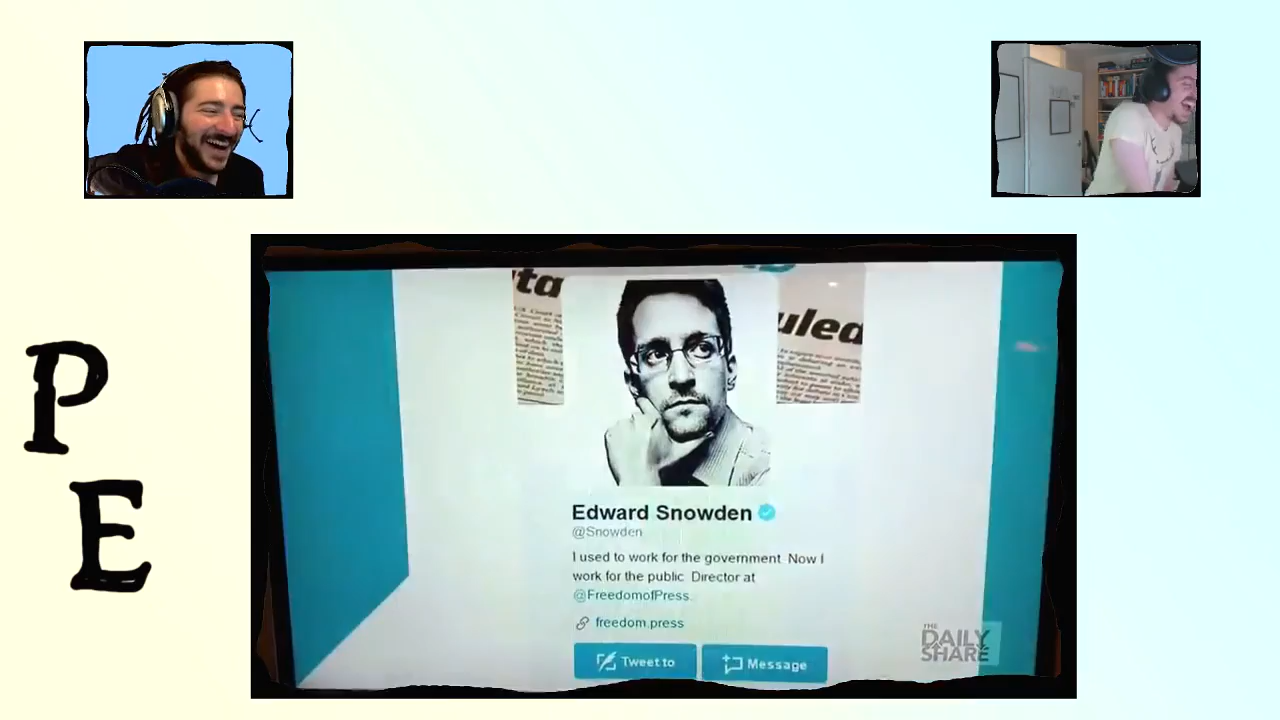 P
E
ta
uled
Edward Snowden
@Snowden
I used to work for the government. Now I
work for the public. Director at
@FreedomofPress.
freedom.press
Tweet to
Message
THE
DAILY
SHARE